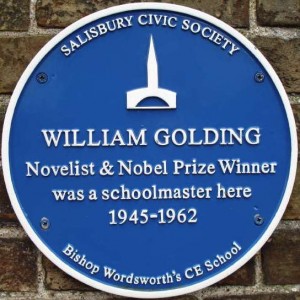 SALISBURY CIVIC SOCIETY
WILLIAM GOLDING
Novelist & Nobel Prize Winner
was a schoolmaster here
1945-1962
Bishop Wordsworth's CE School